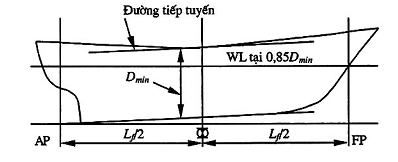 Đường tiếp tuyến
WL tại 0,85Dmin
Dmin
AP
Lf/2
Lf/2
FP